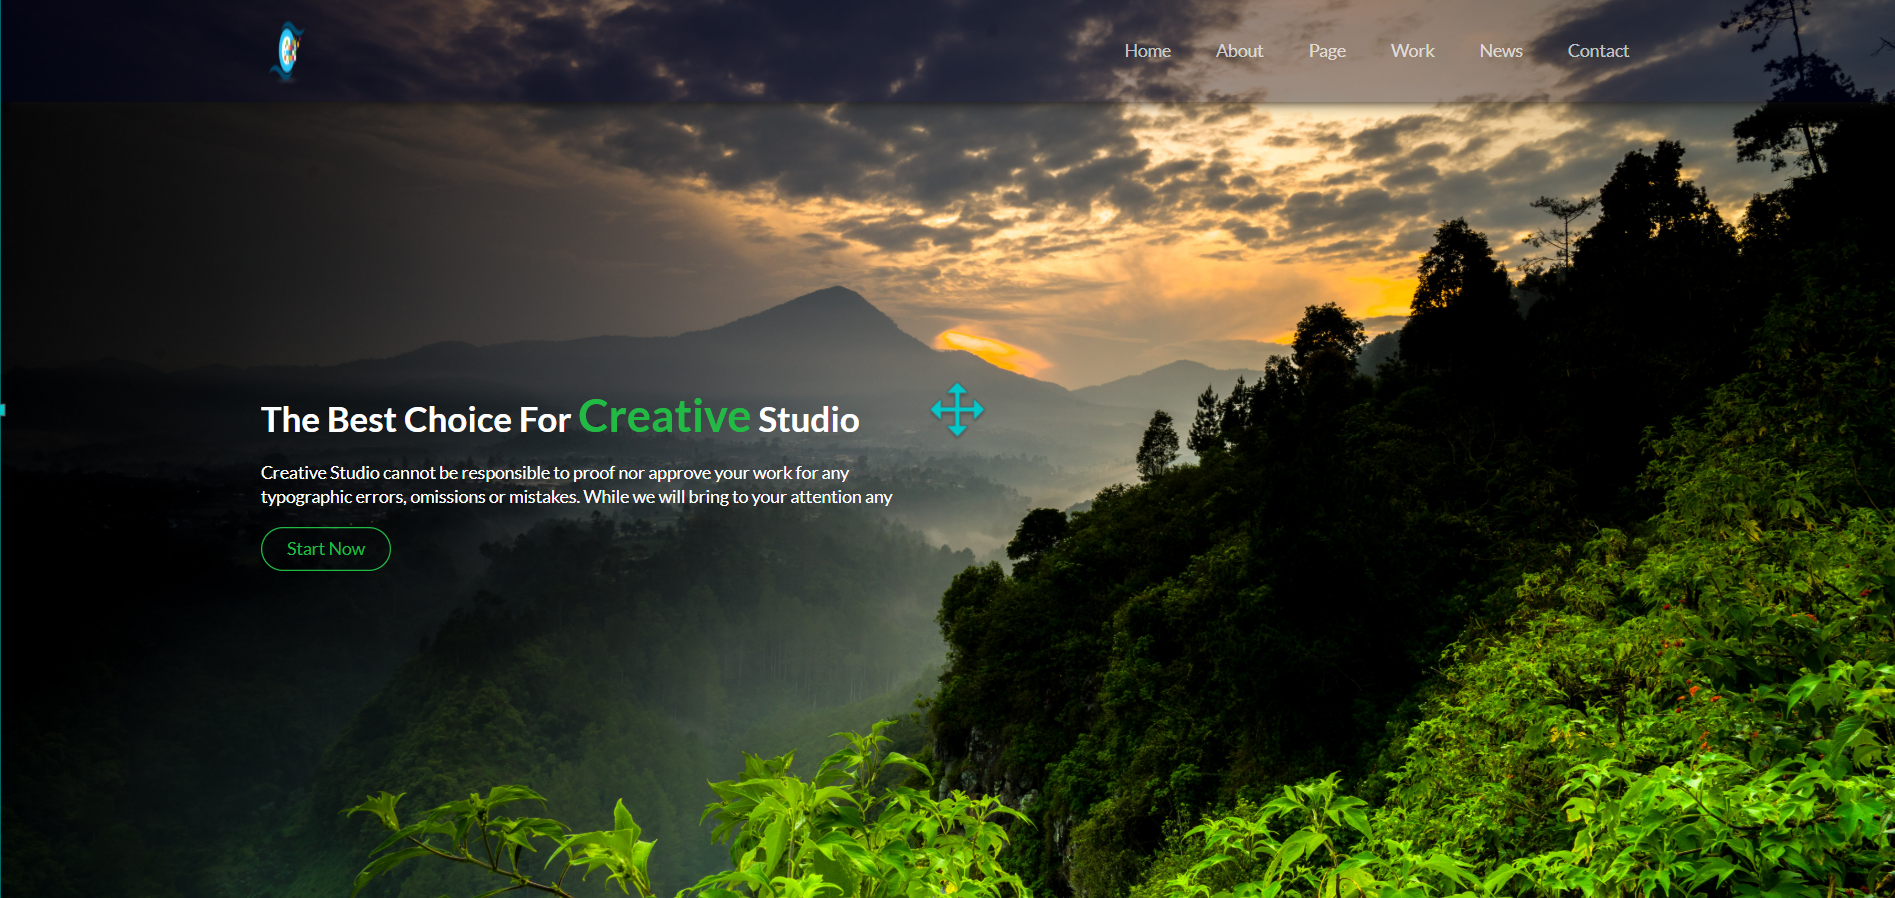 Home About Page Work News Contact
The Best Choice For Creative Studio
Creative Studio cannot be responsible to proof nor approve your work for any
typographic errors, omissions or mistakes. While we will bring to your attention any
Start Now